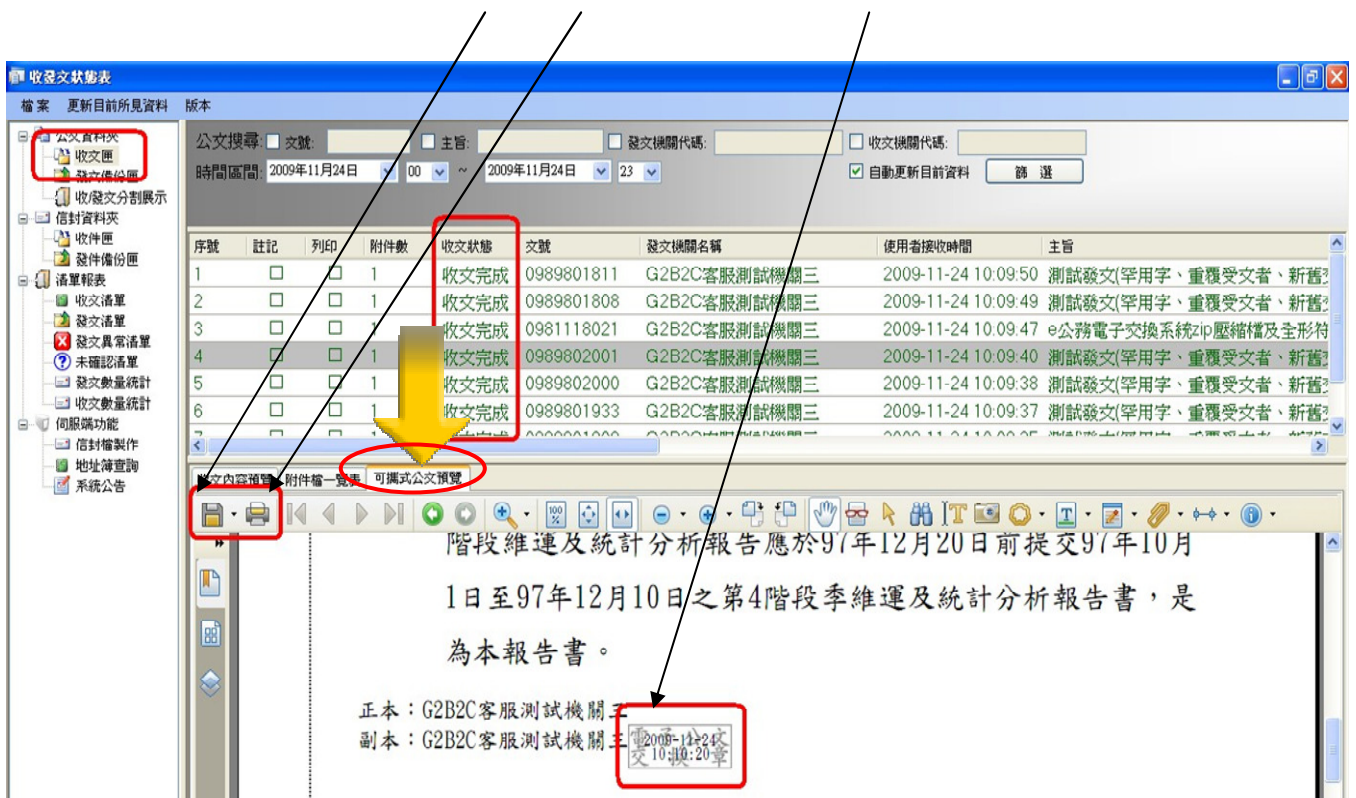 收發文狀態表
檔案 更新目前所見資料 版本
公文資料夾
收文匣
發文備份匣
收/發文分割展示
信封資料夾
收件匣
發件備份匣
清單報表
收文清單
發文清單
發文異常清單
未確認清單
發文數量統計
收文數量統計
伺服端功能
信封檔製作
地址簿查詢
系統公告
公文搜尋: 文號: 主旨: 發文機關代碼: 收文機關代碼:
時間區間: 2009年11月24日 00 ~ 2009年11月24日 23 自動更新目前資料 篩選
序號 註記 列印 附件數 收文狀態 文號 發文機關名稱 使用者接收時間 主旨
1 1 收文完成 0989801811 G2B2C客服測試機關三 2009-11-24 10:09:50 測試發文(罕用字、重覆受文者、新舊
2 1 收文完成 0989801808 G2B2C客服測試機關三 2009-11-24 10:09:49 測試發文(罕用字、重覆受文者、新舊
3 1 收文完成 0981118021 G2B2C客服測試機關三 2009-11-24 10:09:47 e公務電子交換系統zip壓縮檔及全形符
4 1 收文完成 0989802001 G2B2C客服測試機關三 2009-11-24 10:09:40 測試發文(罕用字、重覆受文者、新舊
5 1 收文完成 0989802000 G2B2C客服測試機關三 2009-11-24 10:09:38 測試發文(罕用字、重覆受文者、新舊
6 1 收文完成 0989801933 G2B2C客服測試機關三 2009-11-24 10:09:37 測試發文(罕用字、重覆受文者、新舊
收文內容預覽 附件檔一覽表 可攜式公文預覽
階段維運及統計分析報告應於97年12月20日前提交97年10月
1日至97年12月10日之第4階段季維運及統計分析報告書，是
為本報告書。
正本：G2B2C客服測試機關三
副本：G2B2C客服測試機關三
電子公文
交換章
2009-11-24
10:10:20